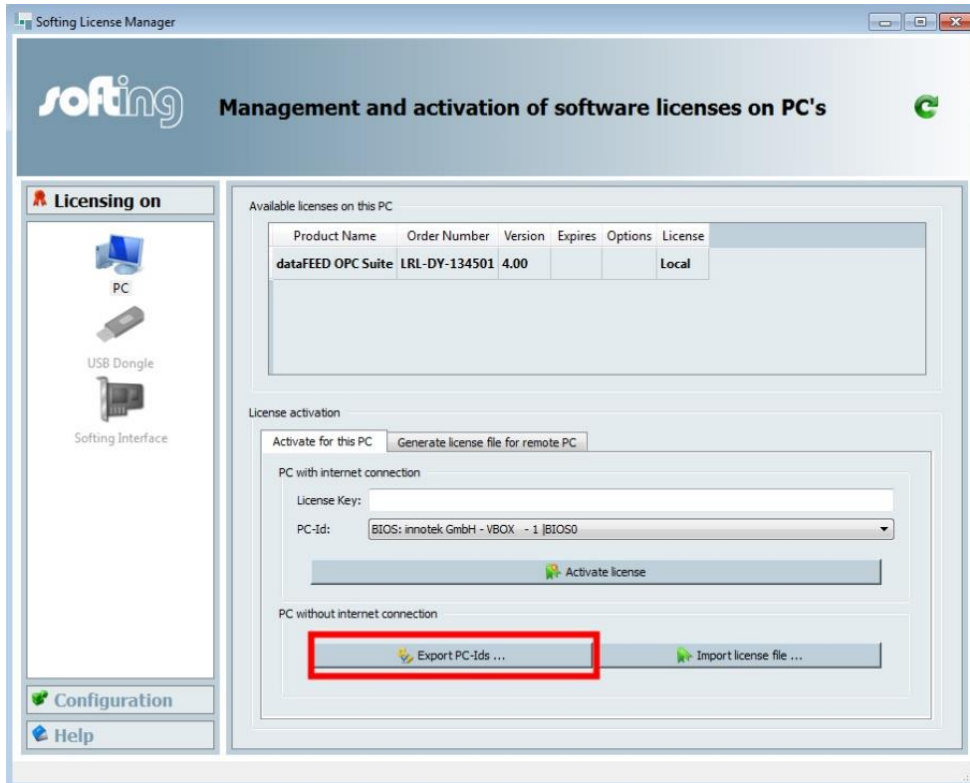 Softing License Manager
softing
Management and activation of software licenses on PC's
Licensing on
PC
USB Dongle
Softing Interface
Configuration
Help
Available licenses on this PC
Product Name Order Number Version Expires Options License
dataFEED OPC Suite LRL-DY-134501 4.00 Local
License activation
Activate for this PC Generate license file for remote PC
PC with internet connection
License Key:
PC-Id: BIOS: innotek GmbH - VBOX - 1 |BIOS0
Activate license
PC without internet connection
Export PC-Ids ... Import license file ...